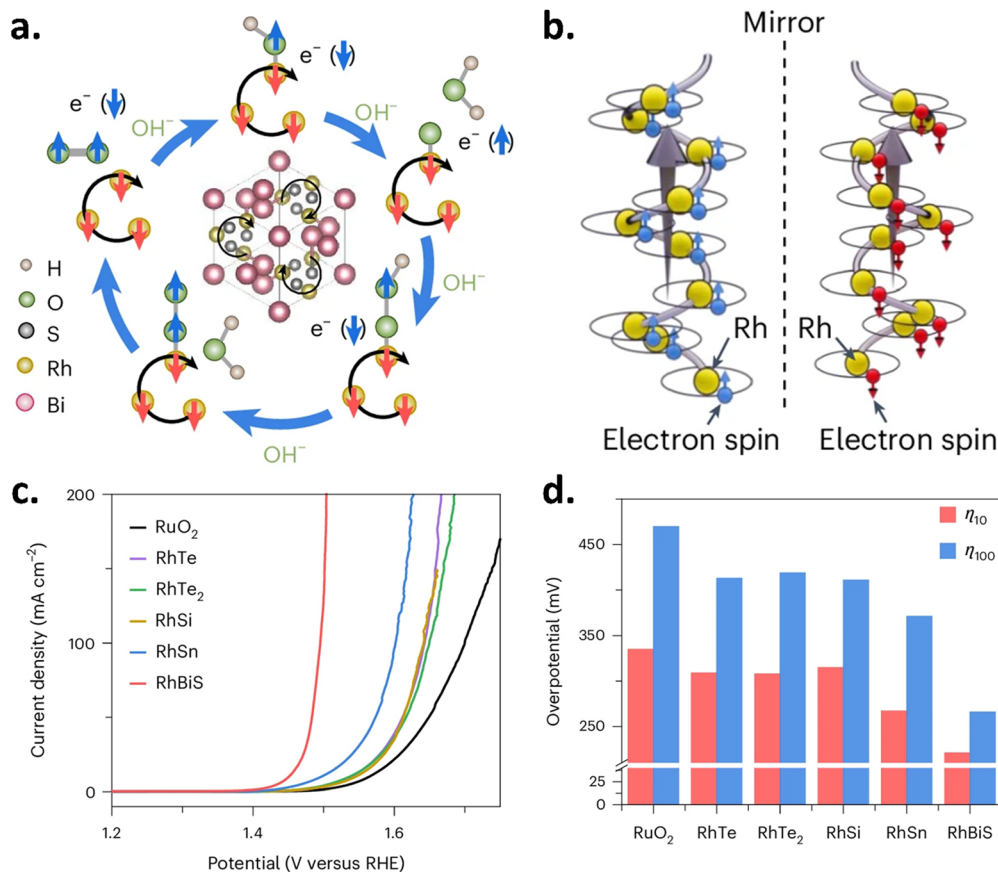 a.
e⁻ (↓)
e⁻ (↓)
OH⁻
OH⁻
e⁻ (↑)
OH⁻
e⁻ (↓)
OH⁻
H
O
S
Rh
Bi
b.
Mirror
Rh
Rh
Electron spin
Electron spin
c.
200
100
0
Current density (mA cm⁻²)
RuO₂
RhTe
RhTe₂
RhSi
RhSn
RhBiS
1.2
1.4
1.6
Potential (V versus RHE)
d.
η₁₀
η₁₀₀
450
350
250
25
0
Overpotential (mV)
RuO₂
RhTe
RhTe₂
RhSi
RhSn
RhBiS